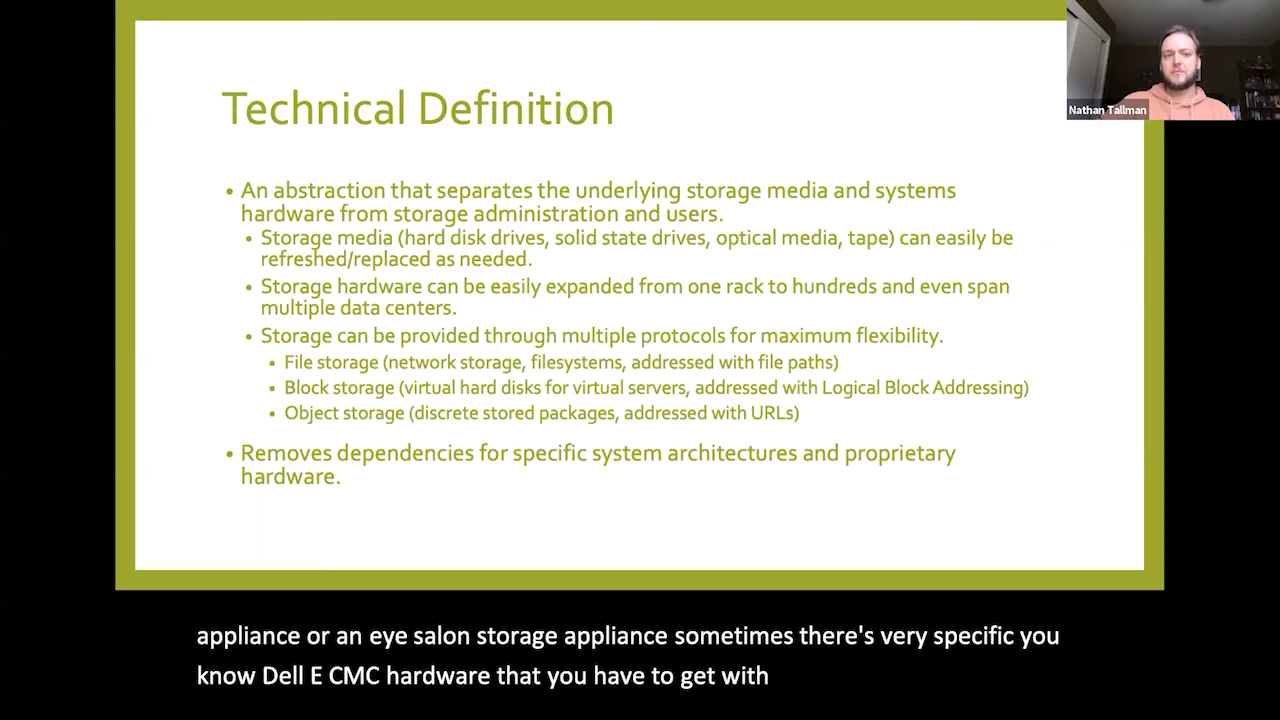 Technical Definition
Nathan Tallman
• An abstraction that separates the underlying storage media and systems
hardware from storage administration and users.
• Storage media (hard disk drives, solid state drives, optical media, tape) can easily be
refreshed/replaced as needed.
• Storage hardware can be easily expanded from one rack to hundreds and even span
multiple data centers.
• Storage can be provided through multiple protocols for maximum flexibility.
• File storage (network storage, filesystems, addressed with file paths)
• Block storage (virtual hard disks for virtual servers, addressed with Logical Block Addressing)
• Object storage (discrete stored packages, addressed with URLs)
• Removes dependencies for specific system architectures and proprietary
hardware.
appliance or an eye salon storage appliance sometimes there's very specific you
know Dell E CMC hardware that you have to get with